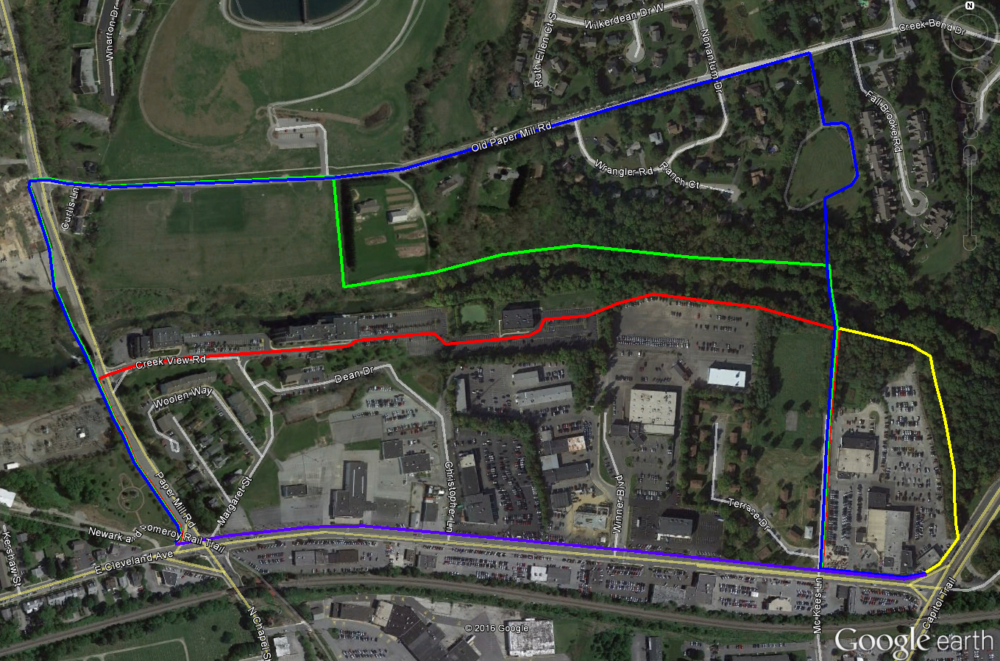 N
Wharton Dr
Ruth Ellen Ct S
Wilkerdean Dr W
Nonantum Dr
Creek Bend Dr
Fall Brooke Rd
Old Paper Mill Rd
Wrangler Rd
Ranch Ct
Curtis Ln
Creek View Rd
Dean Dr
Woolen Way
Christopher Ln
Margaret St
Paper Mill Rd
Winner Blvd
Terrace Dr
Newark and Pomeroy Rail Trail
Kershaw St
E Cleveland Ave
N Chapel St
Mc Kees Ln
Capitol Trail
© 2016 Google
Google earth